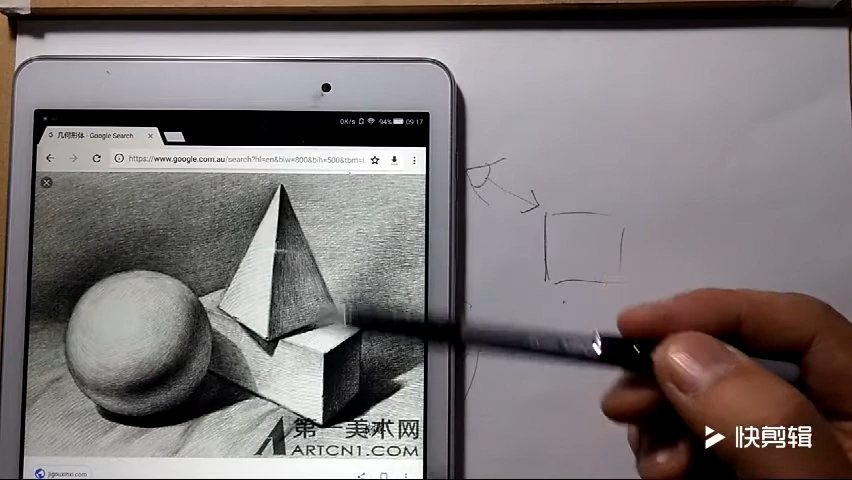 0K/s 94% 09:17
几何形体 - Google Search
https://www.google.com.au/search?hl=en&biw=800&bih=500&tbm=i
第一美术网
ARTCN1.COM
快剪辑